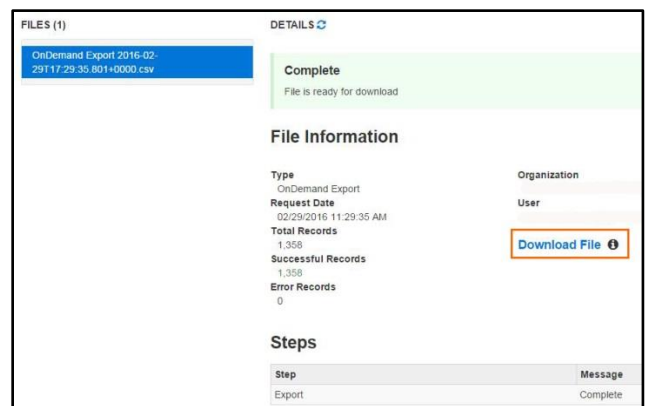 FILES (1)
OnDemand Export 2016-02-
29T17:29:35.801+0000.csv
DETAILS
Complete
File is ready for download
File Information
Type
OnDemand Export
Request Date
02/29/2016 11:29:35 AM
Total Records
1,358
Successful Records
1,358
Error Records
0
Organization
User
Download File
Steps
Step Message
Export Complete